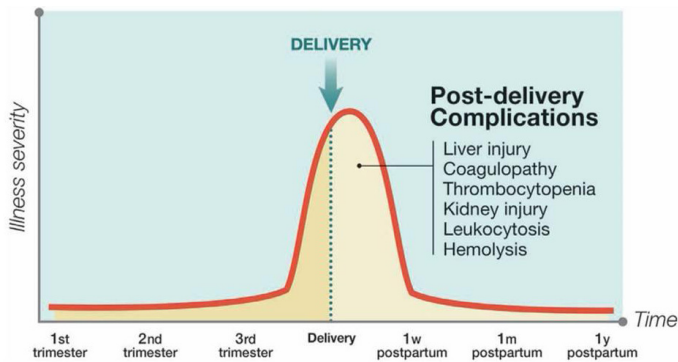 DELIVERY
Post-delivery
Complications
Liver injury
Coagulopathy
Thrombocytopenia
Kidney injury
Leukocytosis
Hemolysis
Illness severity
Time
1st
trimester
2nd
trimester
3rd
trimester
Delivery
1w
postpartum
1m
postpartum
1y
postpartum